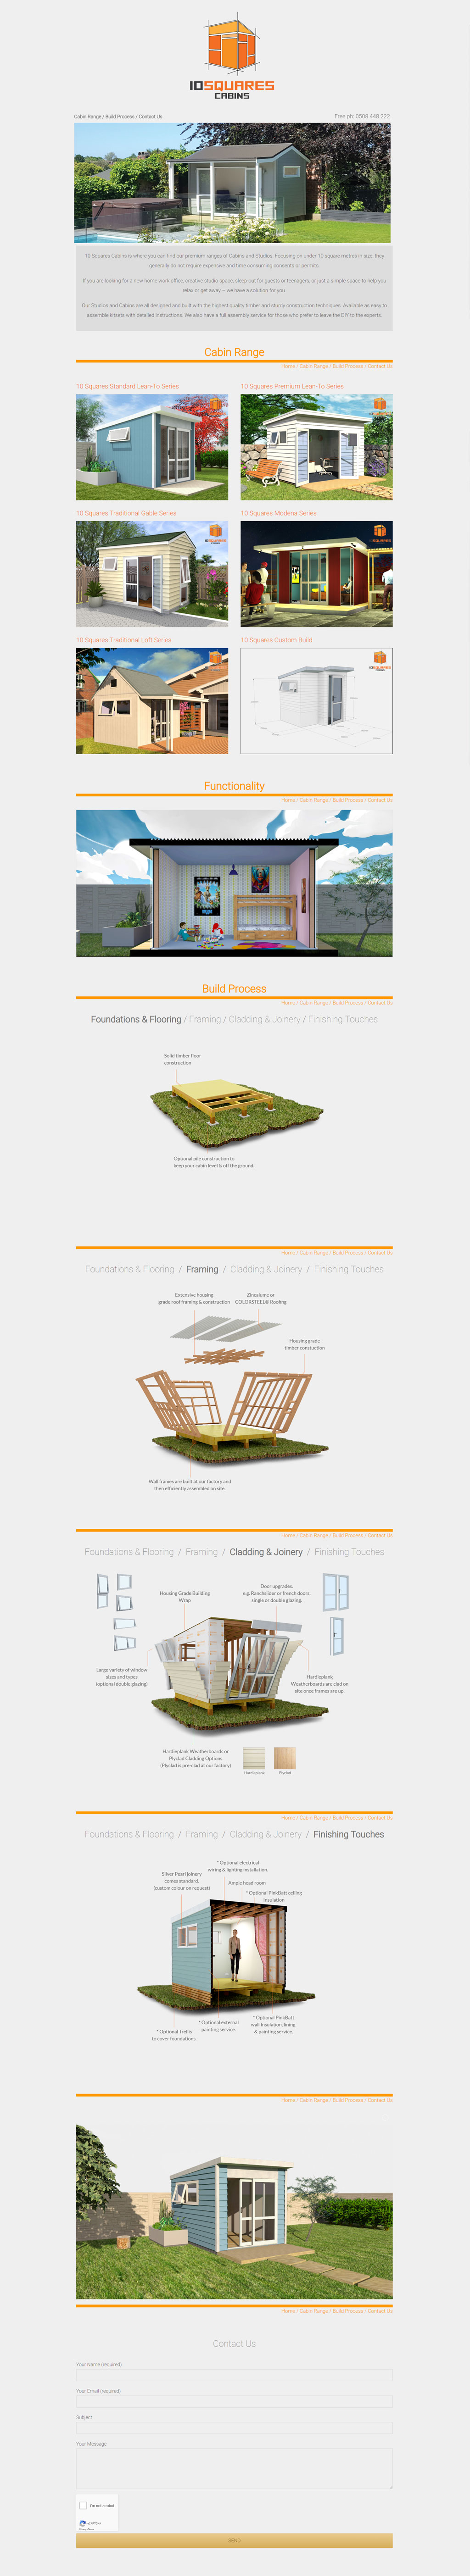 10SQUARES
CABINS
Cabin Range / Build Process / Contact Us
Free ph: 0508 448 222
10 Squares Cabins is where you can find our premium ranges of Cabins and Studios. Focusing on under 10 square metres in size, they
generally do not require expensive and time consuming consents or permits.
If you are looking for a new home work office, creative studio space, sleep-out for guests or teenagers, or just a simple space to help you
relax or get away – we have a solution for you.
Our Studios and Cabins are all designed and built with the highest quality timber and sturdy construction techniques. Available as easy to
assemble kitsets with detailed instructions. We also have a full assembly service for those who prefer to leave the DIY to the experts.
Cabin Range
Home / Cabin Range / Build Process / Contact Us
10 Squares Standard Lean-To Series
10 Squares Premium Lean-To Series
10 Squares Traditional Gable Series
10 Squares Moderna Series
10 Squares Traditional Loft Series
10 Squares Custom Build
10SQUARES
Functionality
Home / Cabin Range / Build Process / Contact Us
Build Process
Home / Cabin Range / Build Process / Contact Us
Foundations & Flooring / Framing / Cladding & Joinery / Finishing Touches
Solid timber floor
construction
Optional pile construction to
keep your cabin level & off the ground.
Home / Cabin Range / Build Process / Contact Us
Foundations & Flooring / Framing / Cladding & Joinery / Finishing Touches
Extensive housing
grade roof framing & construction
Zincalume or
COLORSTEEL® Roofing
Housing grade
timber constuction
Wall frames are built at our factory and
then efficiently assembled on site.
Home / Cabin Range / Build Process / Contact Us
Foundations & Flooring / Framing / Cladding & Joinery / Finishing Touches
Door upgrades,
e.g. Ranchslider or french doors,
single or double glazing.
Housing Grade Building
Wrap
Large variety of window
sizes and types
(optional double glazing)
Hardieplank
Weatherboards are clad on
site once frames are up.
Hardieplank Weatherboards or
Plyclad Cladding Options
(Plyclad is pre-clad at our factory)
Hardieplank
Plyclad
Home / Cabin Range / Build Process / Contact Us
Foundations & Flooring / Framing / Cladding & Joinery / Finishing Touches
* Optional electrical
wiring & lighting installation.
Silver Pearl joinery
comes standard.
(custom colour on request)
Ample head room
* Optional PinkBatt ceiling
Insulation
* Optional external
painting service.
* Optional PinkBatt
wall Insulation, lining
& painting service.
* Optional Trellis
to cover foundations.
Home / Cabin Range / Build Process / Contact Us
Home / Cabin Range / Build Process / Contact Us
Contact Us
Your Name (required)
Your Email (required)
Subject
Your Message
I'm not a robot
reCAPTCHA
Privacy - Terms
SEND